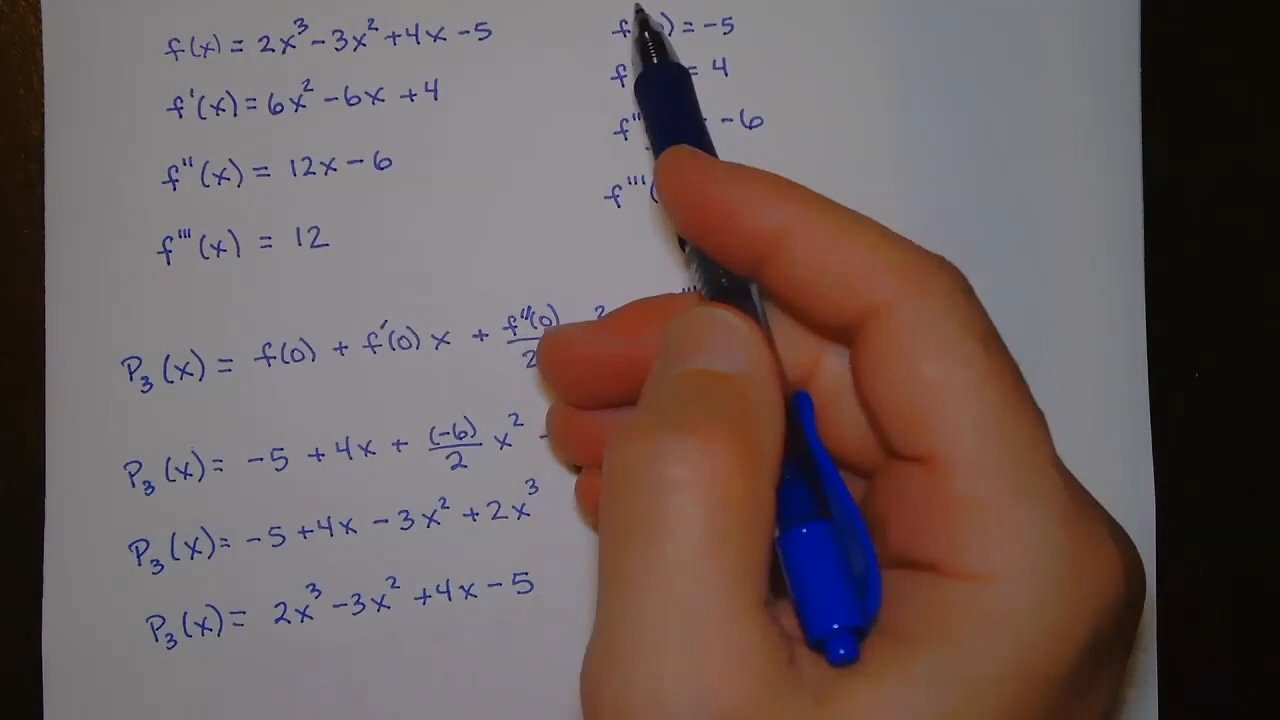 f(x) = 2x³ - 3x² + 4x - 5
f( ) = -5
f'(x) = 6x² - 6x + 4
f = 4
f''(x) = 12x - 6
f'' -6
f'''(x) = 12
f'''(
P₃(x) = f(0) + f'(0)x + f''(0)/2 ²
P₃(x) = -5 + 4x + (-6)/2 x²
P₃(x) = -5 + 4x - 3x² + 2x³
P₃(x) = 2x³ - 3x² + 4x - 5